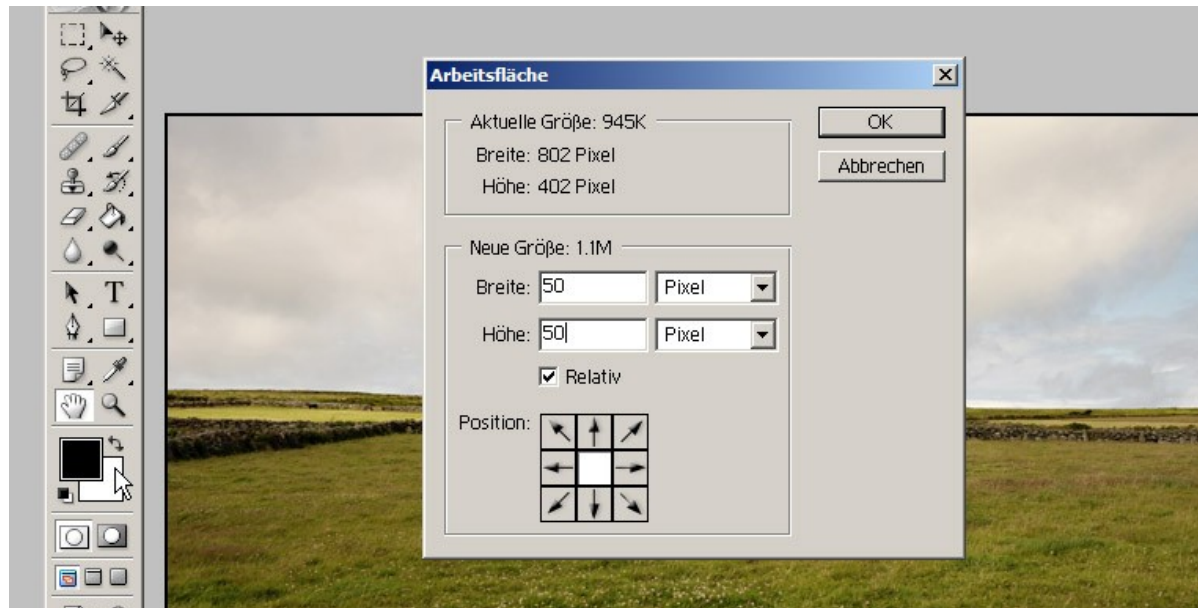 Arbeitsfläche
Aktuelle Größe: 945K
OK
Breite: 802 Pixel
Abbrechen
Höhe: 402 Pixel
Neue Größe: 1.1M
Breite: 50 Pixel
Höhe: 50 Pixel
Relativ
Position:
T